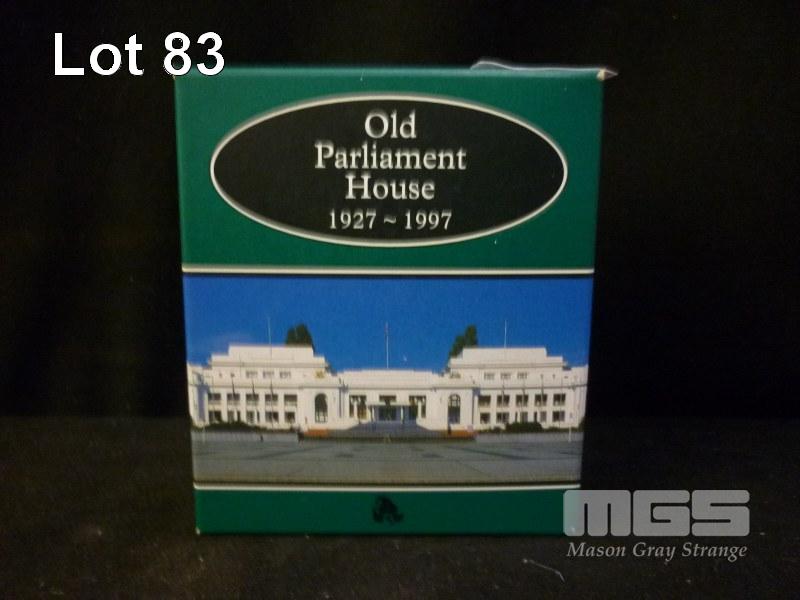 Lot 83
Old
Parliament
House
1927 ~ 1997
MGS
Mason Gray Strange